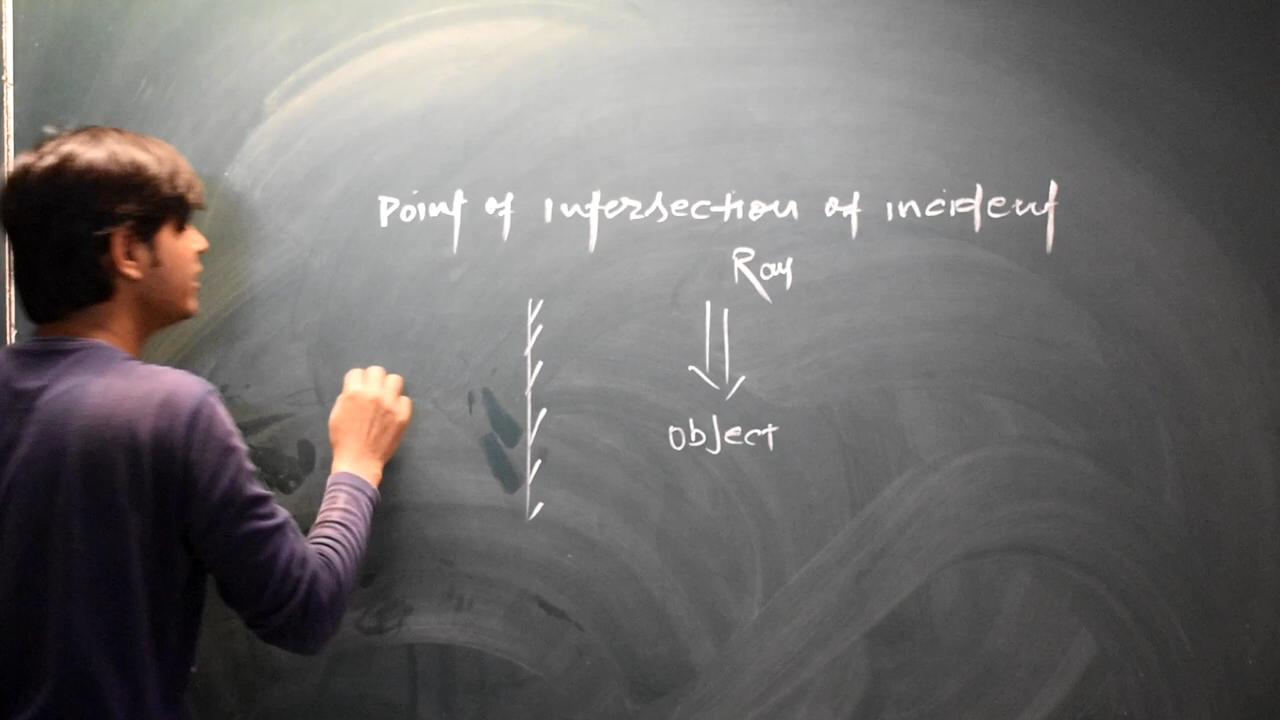 Point of intersection of incident
Ray
object